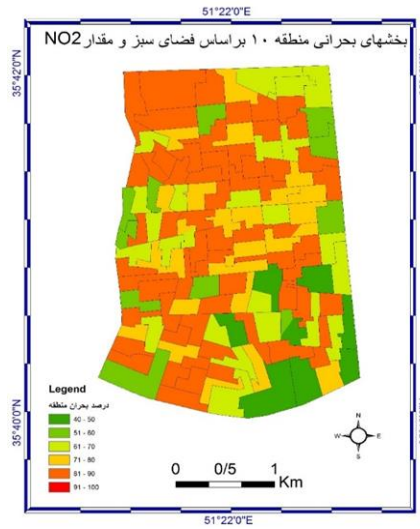 51°22'0"E
بخشهای بحرانی منطقه ۱۰ براساس فضای سبز و مقدار NO2
35°42'0"N
35°40'0"N
Legend
درصد بحران منطقه
40 - 50
51 - 60
61 - 70
71 - 80
81 - 90
91 - 100
0 0/5 1
Km
N
W E
S
51°22'0"E